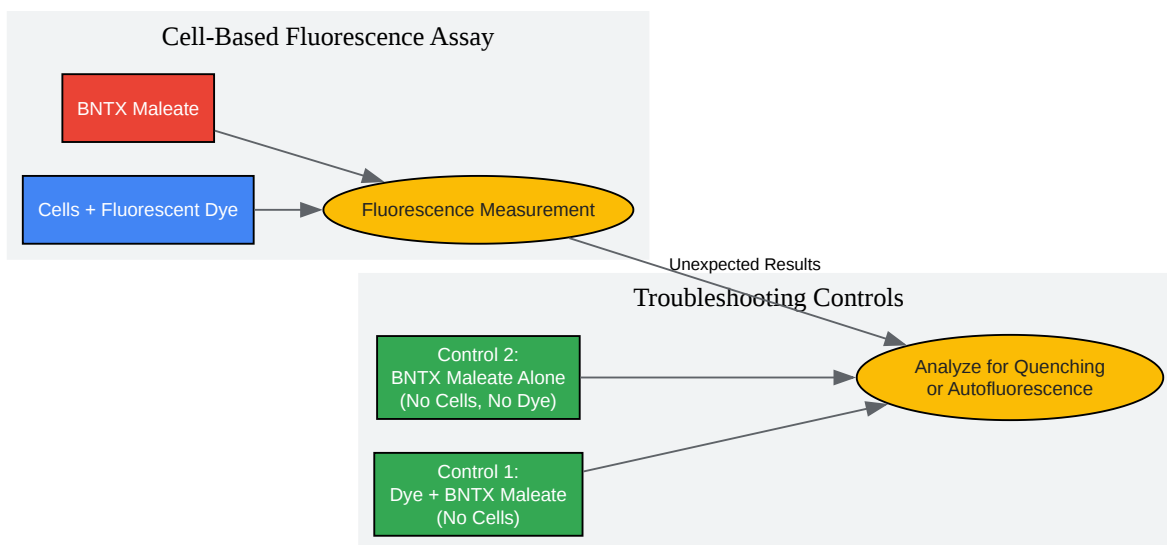 Cell-Based Fluorescence Assay
BNTX Maleate
Cells + Fluorescent Dye
Fluorescence Measurement
Unexpected Results
Troubleshooting Controls
Control 2:
BNTX Maleate Alone
(No Cells, No Dye)
Analyze for Quenching
or Autofluorescence
Control 1:
Dye + BNTX Maleate
(No Cells)